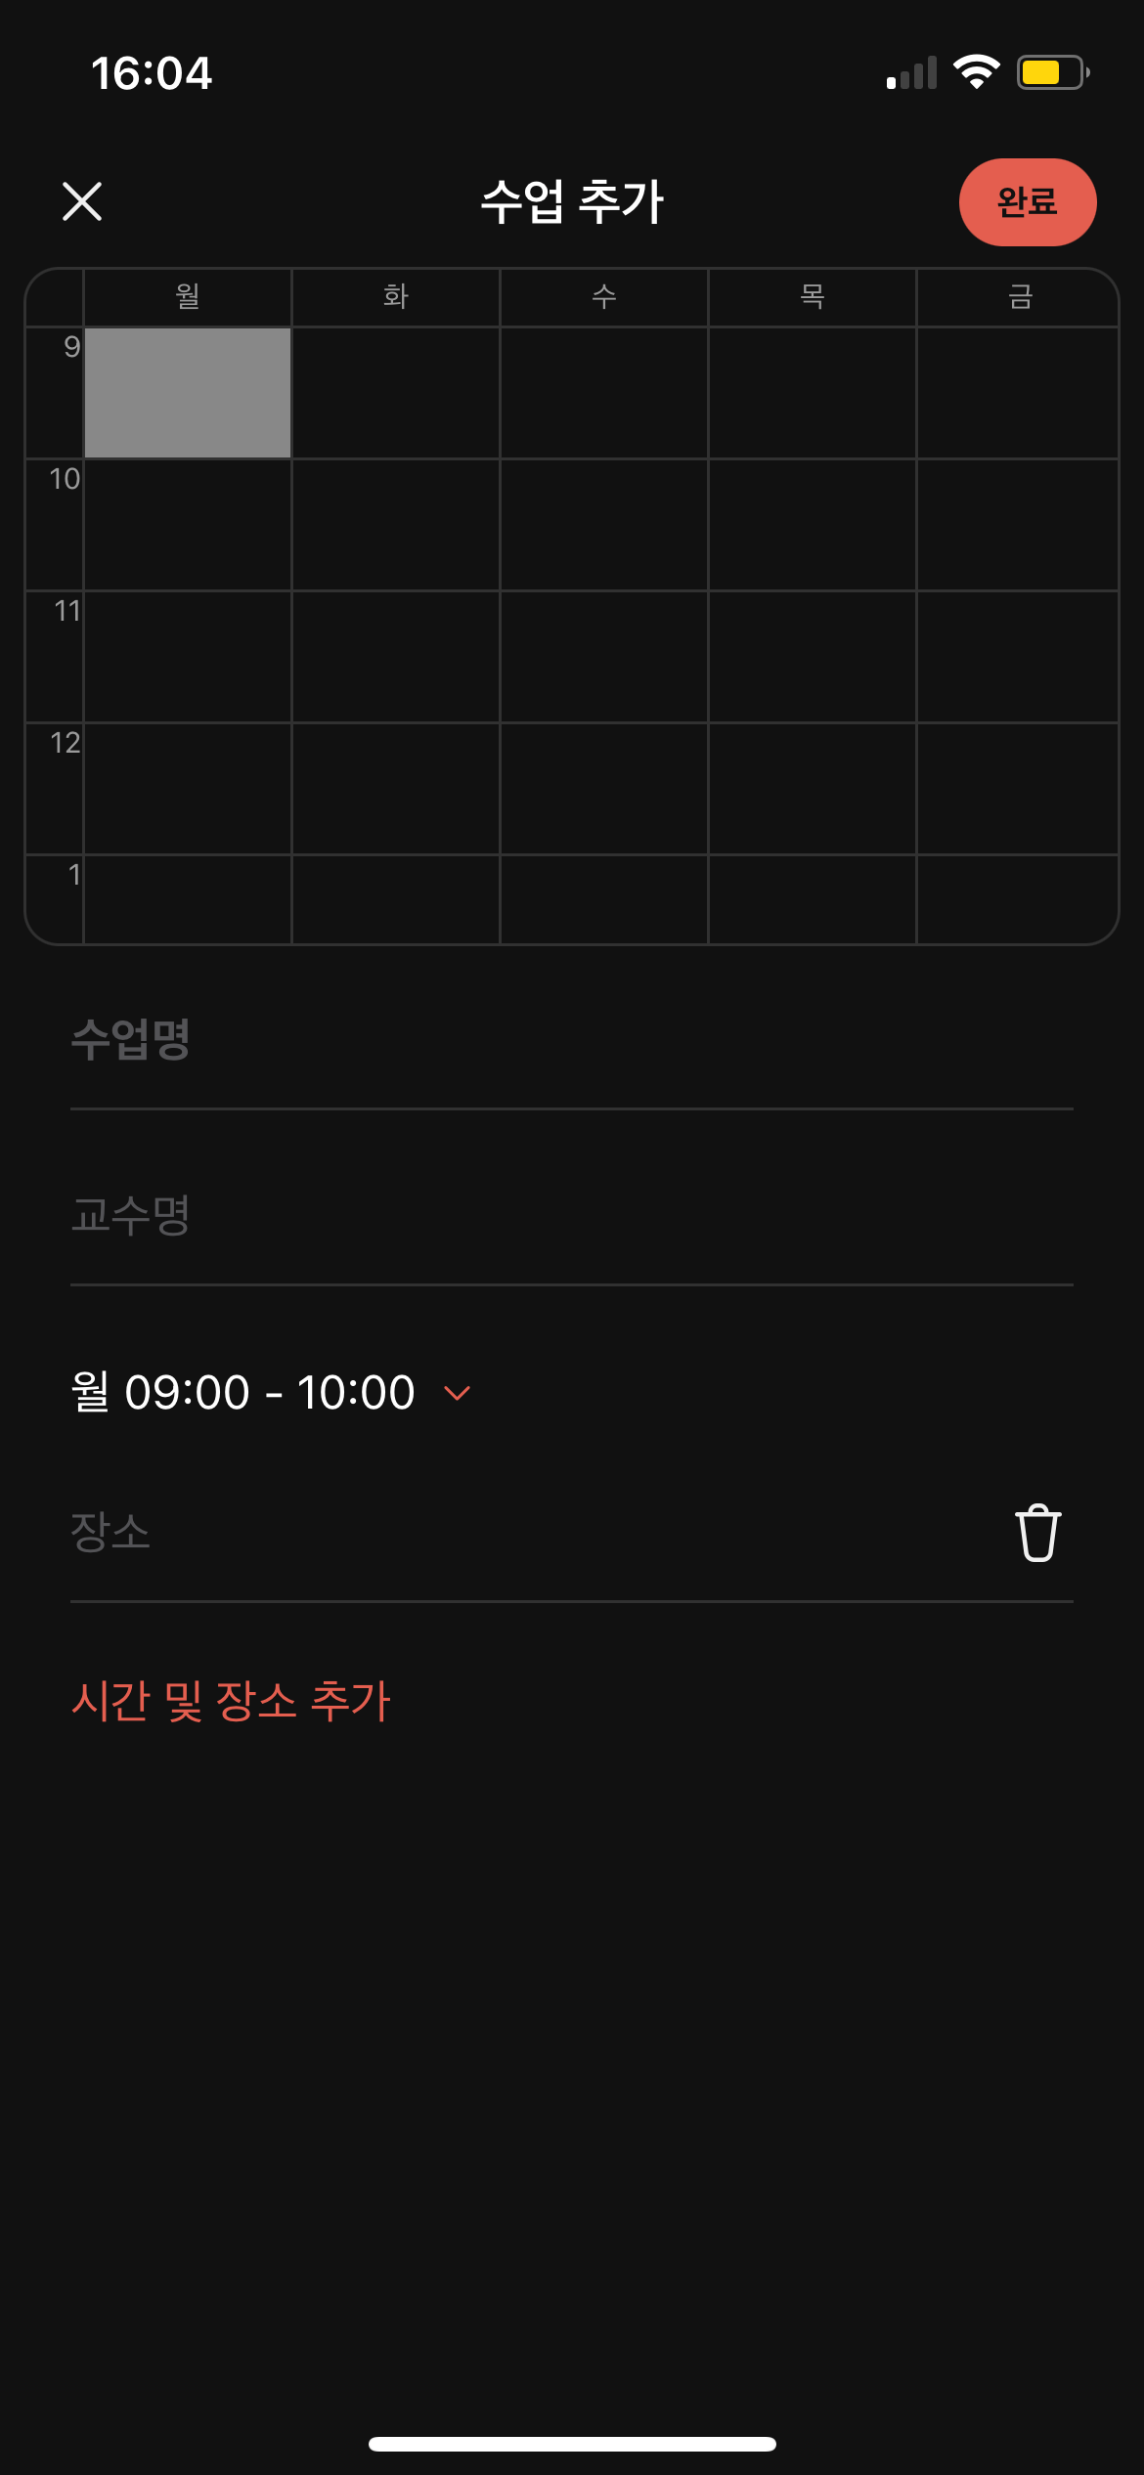 16:04
수업 추가
완료
월 화 수 목 금
9
10
11
12
1
수업명
교수명
월 09:00 - 10:00
장소
시간 및 장소 추가